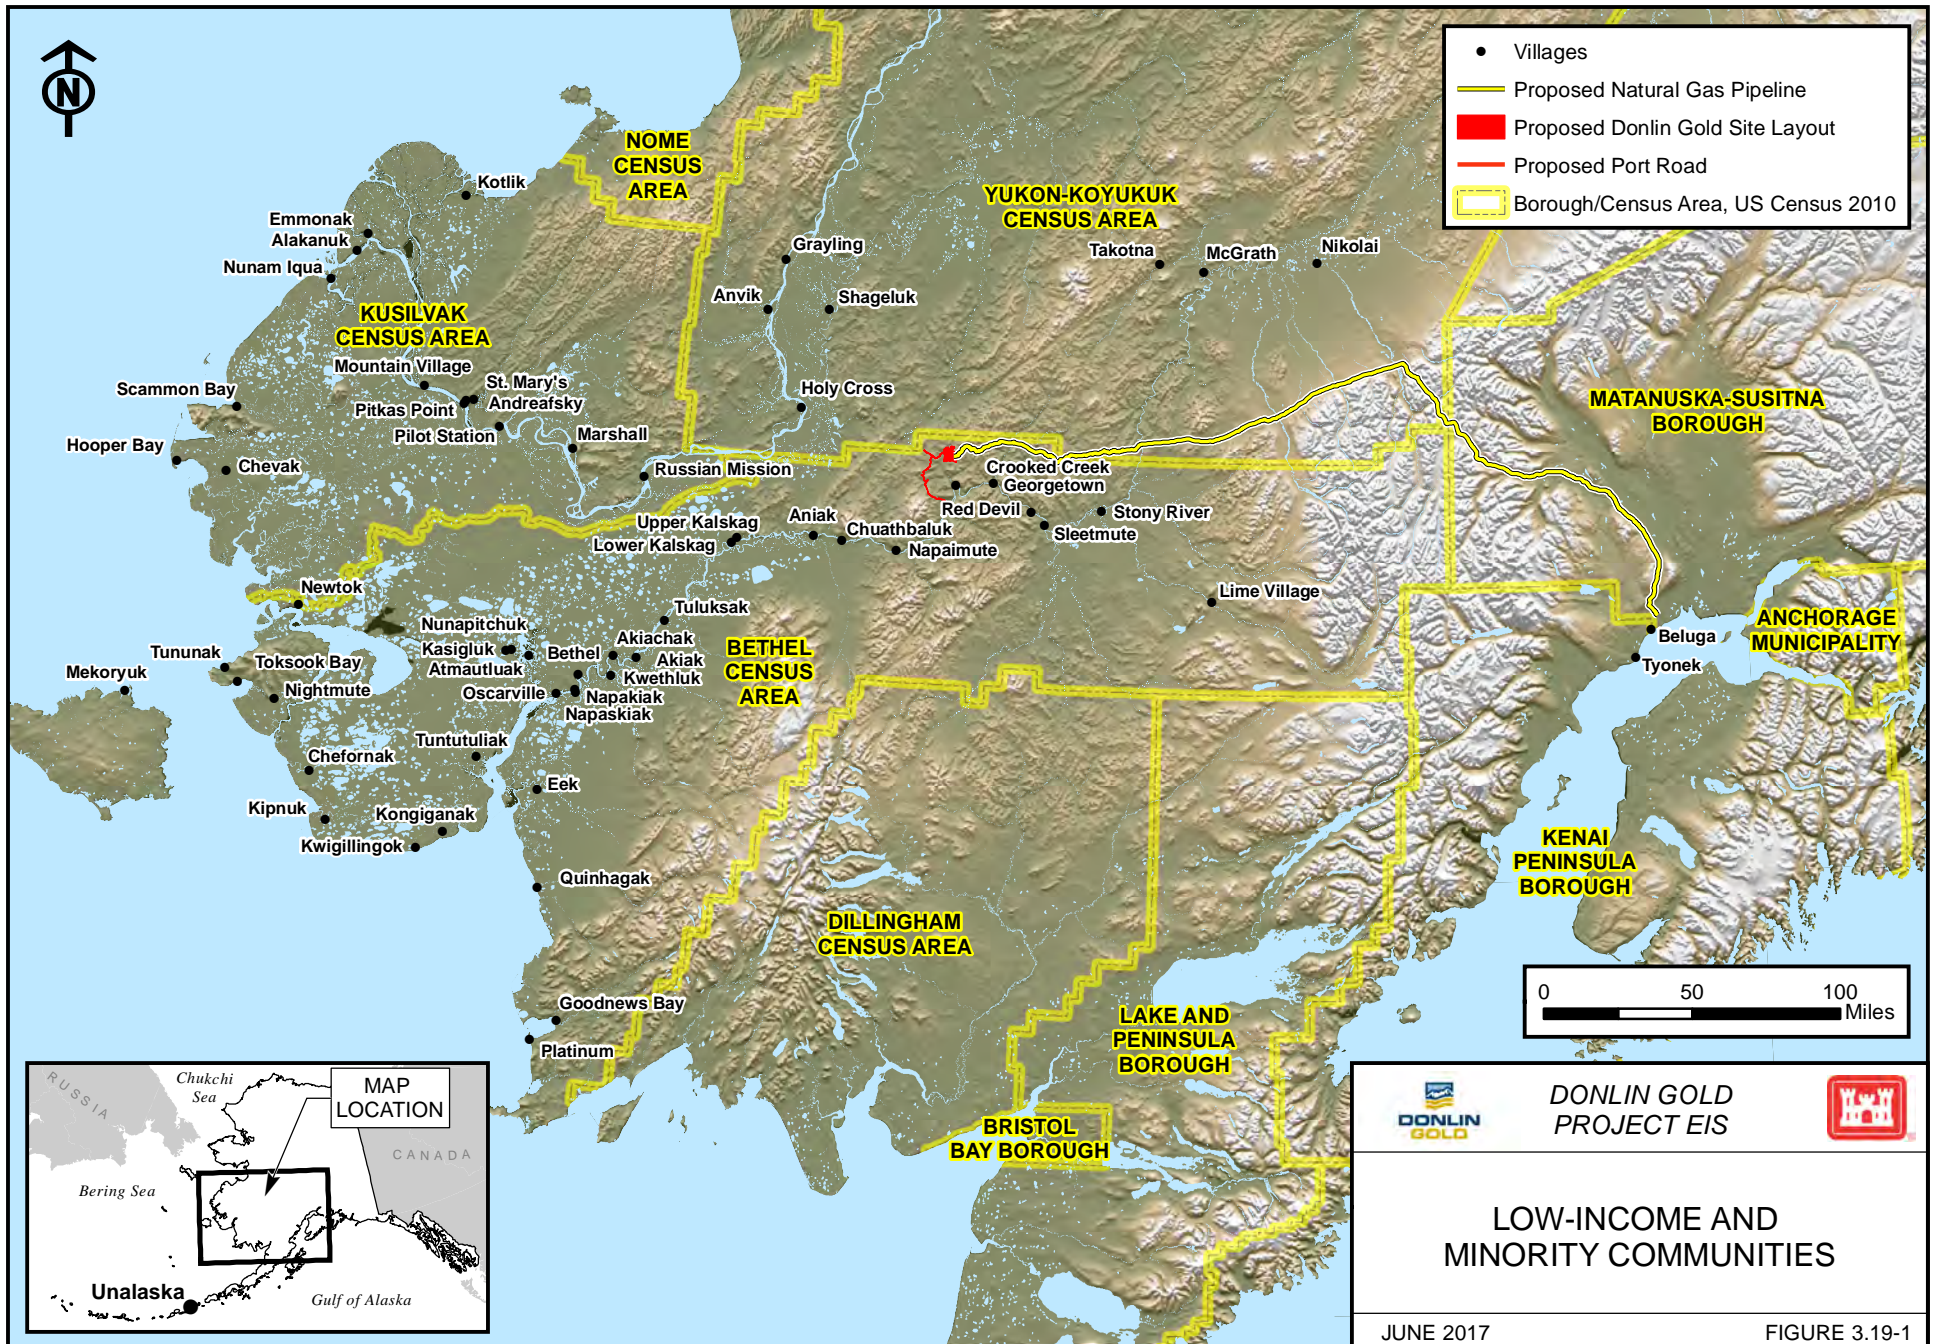 N
Villages
Proposed Natural Gas Pipeline
Proposed Donlin Gold Site Layout
Proposed Port Road
Borough/Census Area, US Census 2010
NOME
CENSUS
AREA
Kotlik
YUKON-KOYUKUK
CENSUS AREA
Emmonak
Alakanuk
Nunam Iqua
Grayling
Takotna
McGrath
Nikolai
Anvik
Shageluk
KUSILVAK
CENSUS AREA
Mountain Village
St. Mary's
Andreafsky
Scammon Bay
Pitkas Point
Pilot Station
Holy Cross
MATANUSKA-SUSITNA
BOROUGH
Hooper Bay
Chevak
Marshall
Russian Mission
Crooked Creek
Georgetown
Red Devil
Stony River
Sleetmute
Upper Kalskag
Lower Kalskag
Aniak
Chuathbaluk
Napaimute
Newtok
Lime Village
Tuluksak
ANCHORAGE
MUNICIPALITY
Beluga
Tyonek
Nunapitchuk
Kasigluk
Atmautluak
Bethel
Akiachak
Akiak
Kwethluk
Oscarville
Napakiak
Napaskiak
BETHEL
CENSUS
AREA
Tununak
Toksook Bay
Mekoryuk
Nightmute
Tuntutuliak
Chefornak
Eek
Kipnuk
Kongiganak
Kwigillingok
Quinhagak
KENAI
PENINSULA
BOROUGH
DILLINGHAM
CENSUS AREA
Goodnews Bay
Platinum
LAKE AND
PENINSULA
BOROUGH
BRISTOL
BAY BOROUGH
0 50 100
Miles
RUSSIA
Chukchi
Sea
MAP
LOCATION
CANADA
Bering Sea
Unalaska
Gulf of Alaska
DONLIN
GOLD
DONLIN GOLD
PROJECT EIS
LOW-INCOME AND
MINORITY COMMUNITIES
JUNE 2017
FIGURE 3.19-1